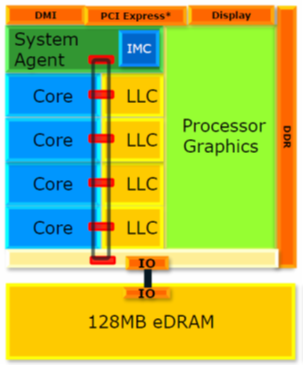 DMI
PCI Express*
Display
System
Agent
IMC
Core
LLC
Core
LLC
Core
LLC
Core
LLC
Processor
Graphics
DDR
IO
IO
128MB eDRAM